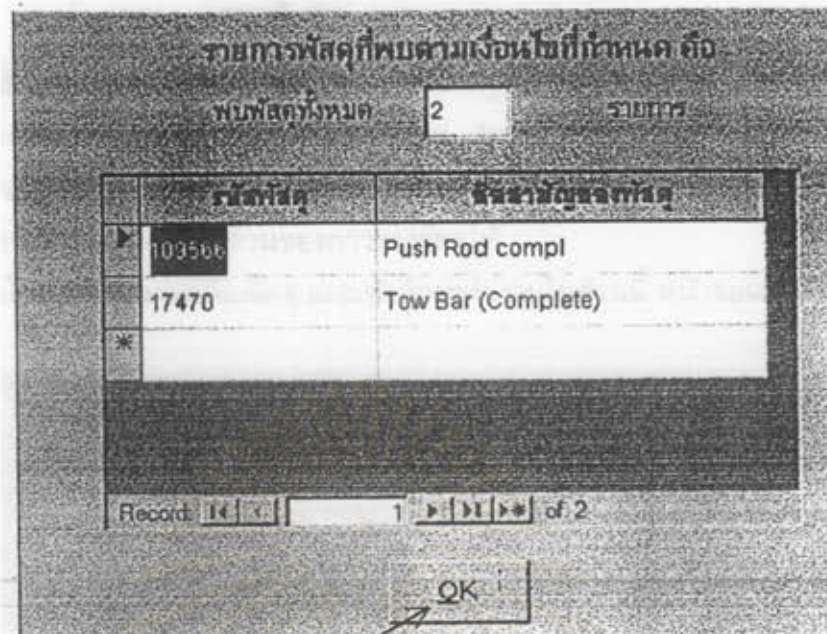 รายการพัสดุที่พบตามเงื่อนไขที่กำหนด คือ
พบพัสดุทั้งหมด 2 รายการ
รหัสพัสดุ ชื่อสามัญของพัสดุ
103566 Push Rod compl
17470 Tow Bar (Complete)
Record: 1 of 2
OK